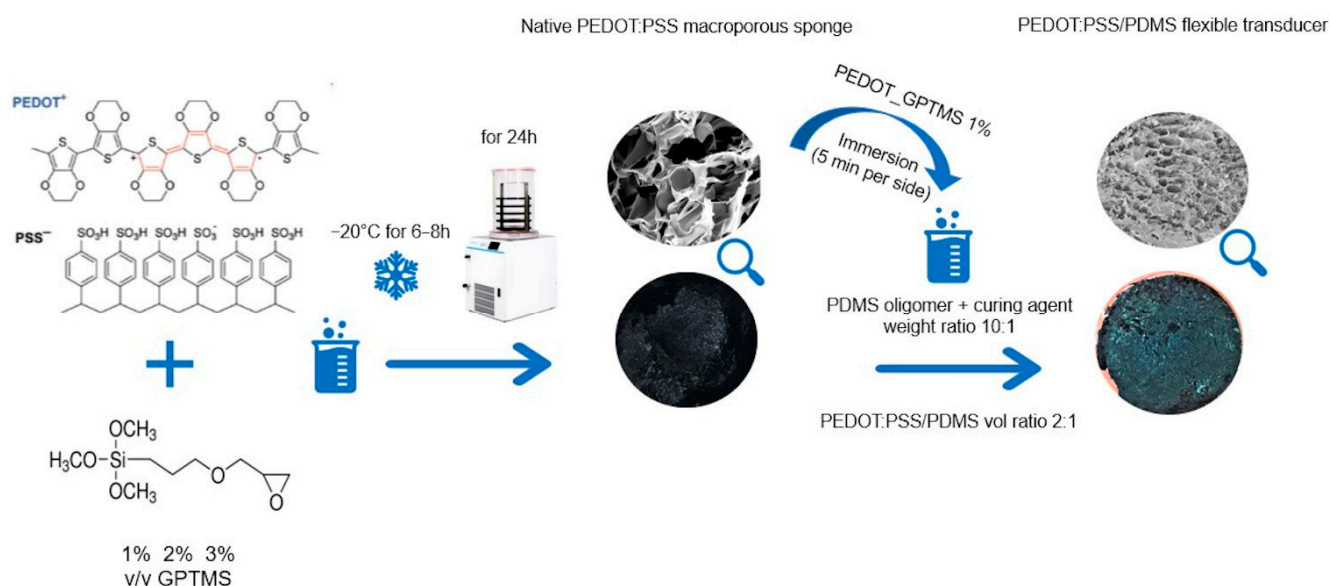 Native PEDOT:PSS macroporous sponge
PEDOT:PSS/PDMS flexible transducer
PEDOT⁺
S
S
S
S
S
S
O
O
O
O
O
O
O
O
O
O
O
O
+
•
PSS⁻
SO₃H
SO₃H
SO₃H
SO₃⁻
SO₃H
SO₃H
1% 2% 3%
v/v GPTMS
OCH₃
H₃CO
Si
OCH₃
O
O
−20°C for 6–8h
for 24h
PEDOT_GPTMS 1%
Immersion
(5 min per side)
PDMS oligomer + curing agent
weight ratio 10:1
PEDOT:PSS/PDMS vol ratio 2:1